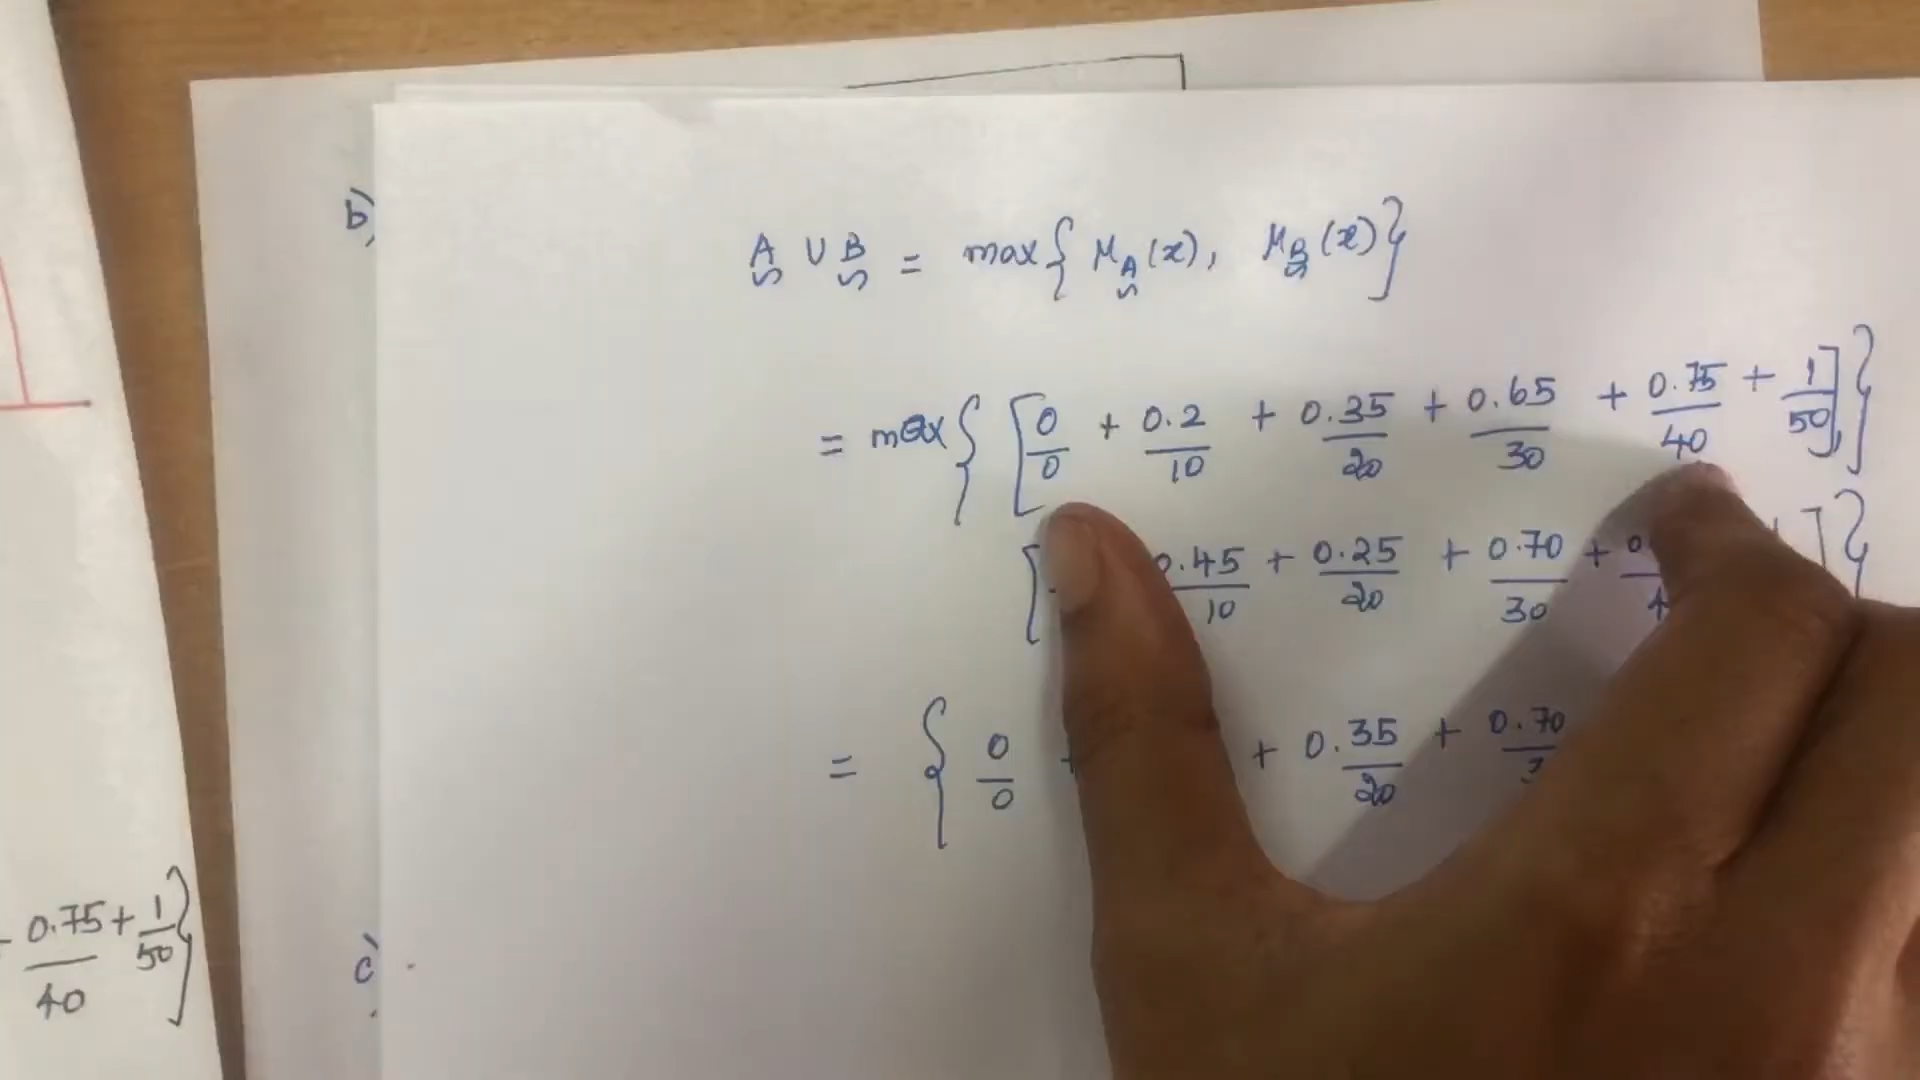 b)
A ∪ B = max{ μA(x), μB(x)}
= max{ [0/0 + 0.2/10 + 0.35/20 + 0.65/30 + 0.75/40 + 1/50], }
[ 0.45/10 + 0.25/20 + 0.70/30 + ] }
= { 0/0 + + 0.35/20 + 0.70
0.75/40 + 1/50 }
c)